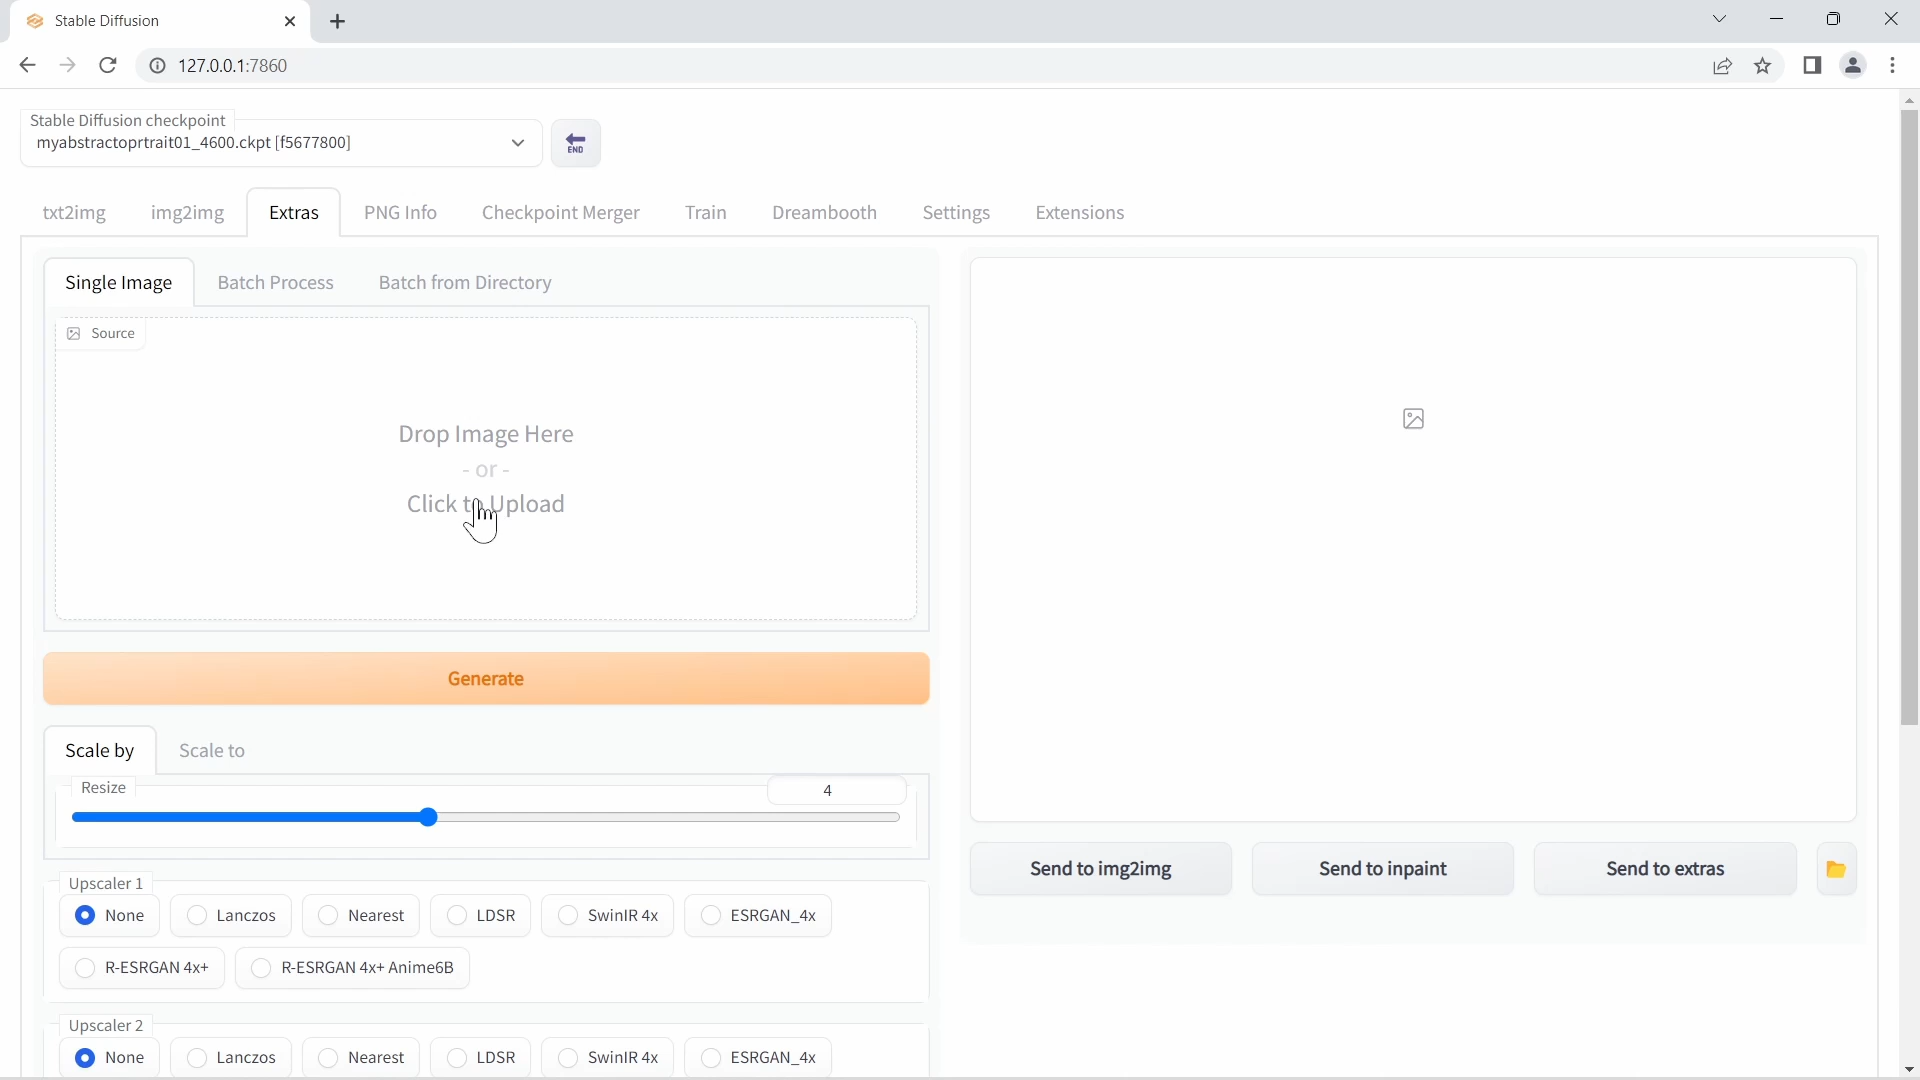 Stable Diffusion
127.0.0.1:7860
Stable Diffusion checkpoint
myabstractoprtrait01_4600.ckpt [f5677800]
END
txt2img img2img Extras PNG Info Checkpoint Merger Train Dreambooth Settings Extensions
Single Image Batch Process Batch from Directory
Source
Drop Image Here
- or -
Click to Upload
Generate
Scale by Scale to
Resize 4
Send to img2img Send to inpaint Send to extras
Upscaler 1
None Lanczos Nearest LDSR SwinIR 4x ESRGAN_4x
R-ESRGAN 4x+ R-ESRGAN 4x+ Anime6B
Upscaler 2
None Lanczos Nearest LDSR SwinIR 4x ESRGAN_4x